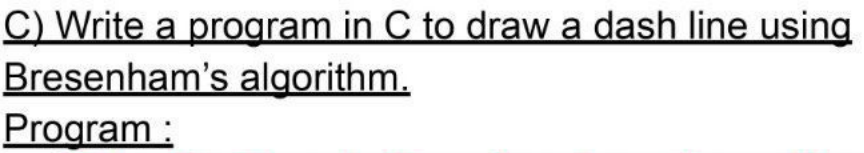 C) Write a program in C to draw a dash line using
Bresenham's algorithm.
Program :